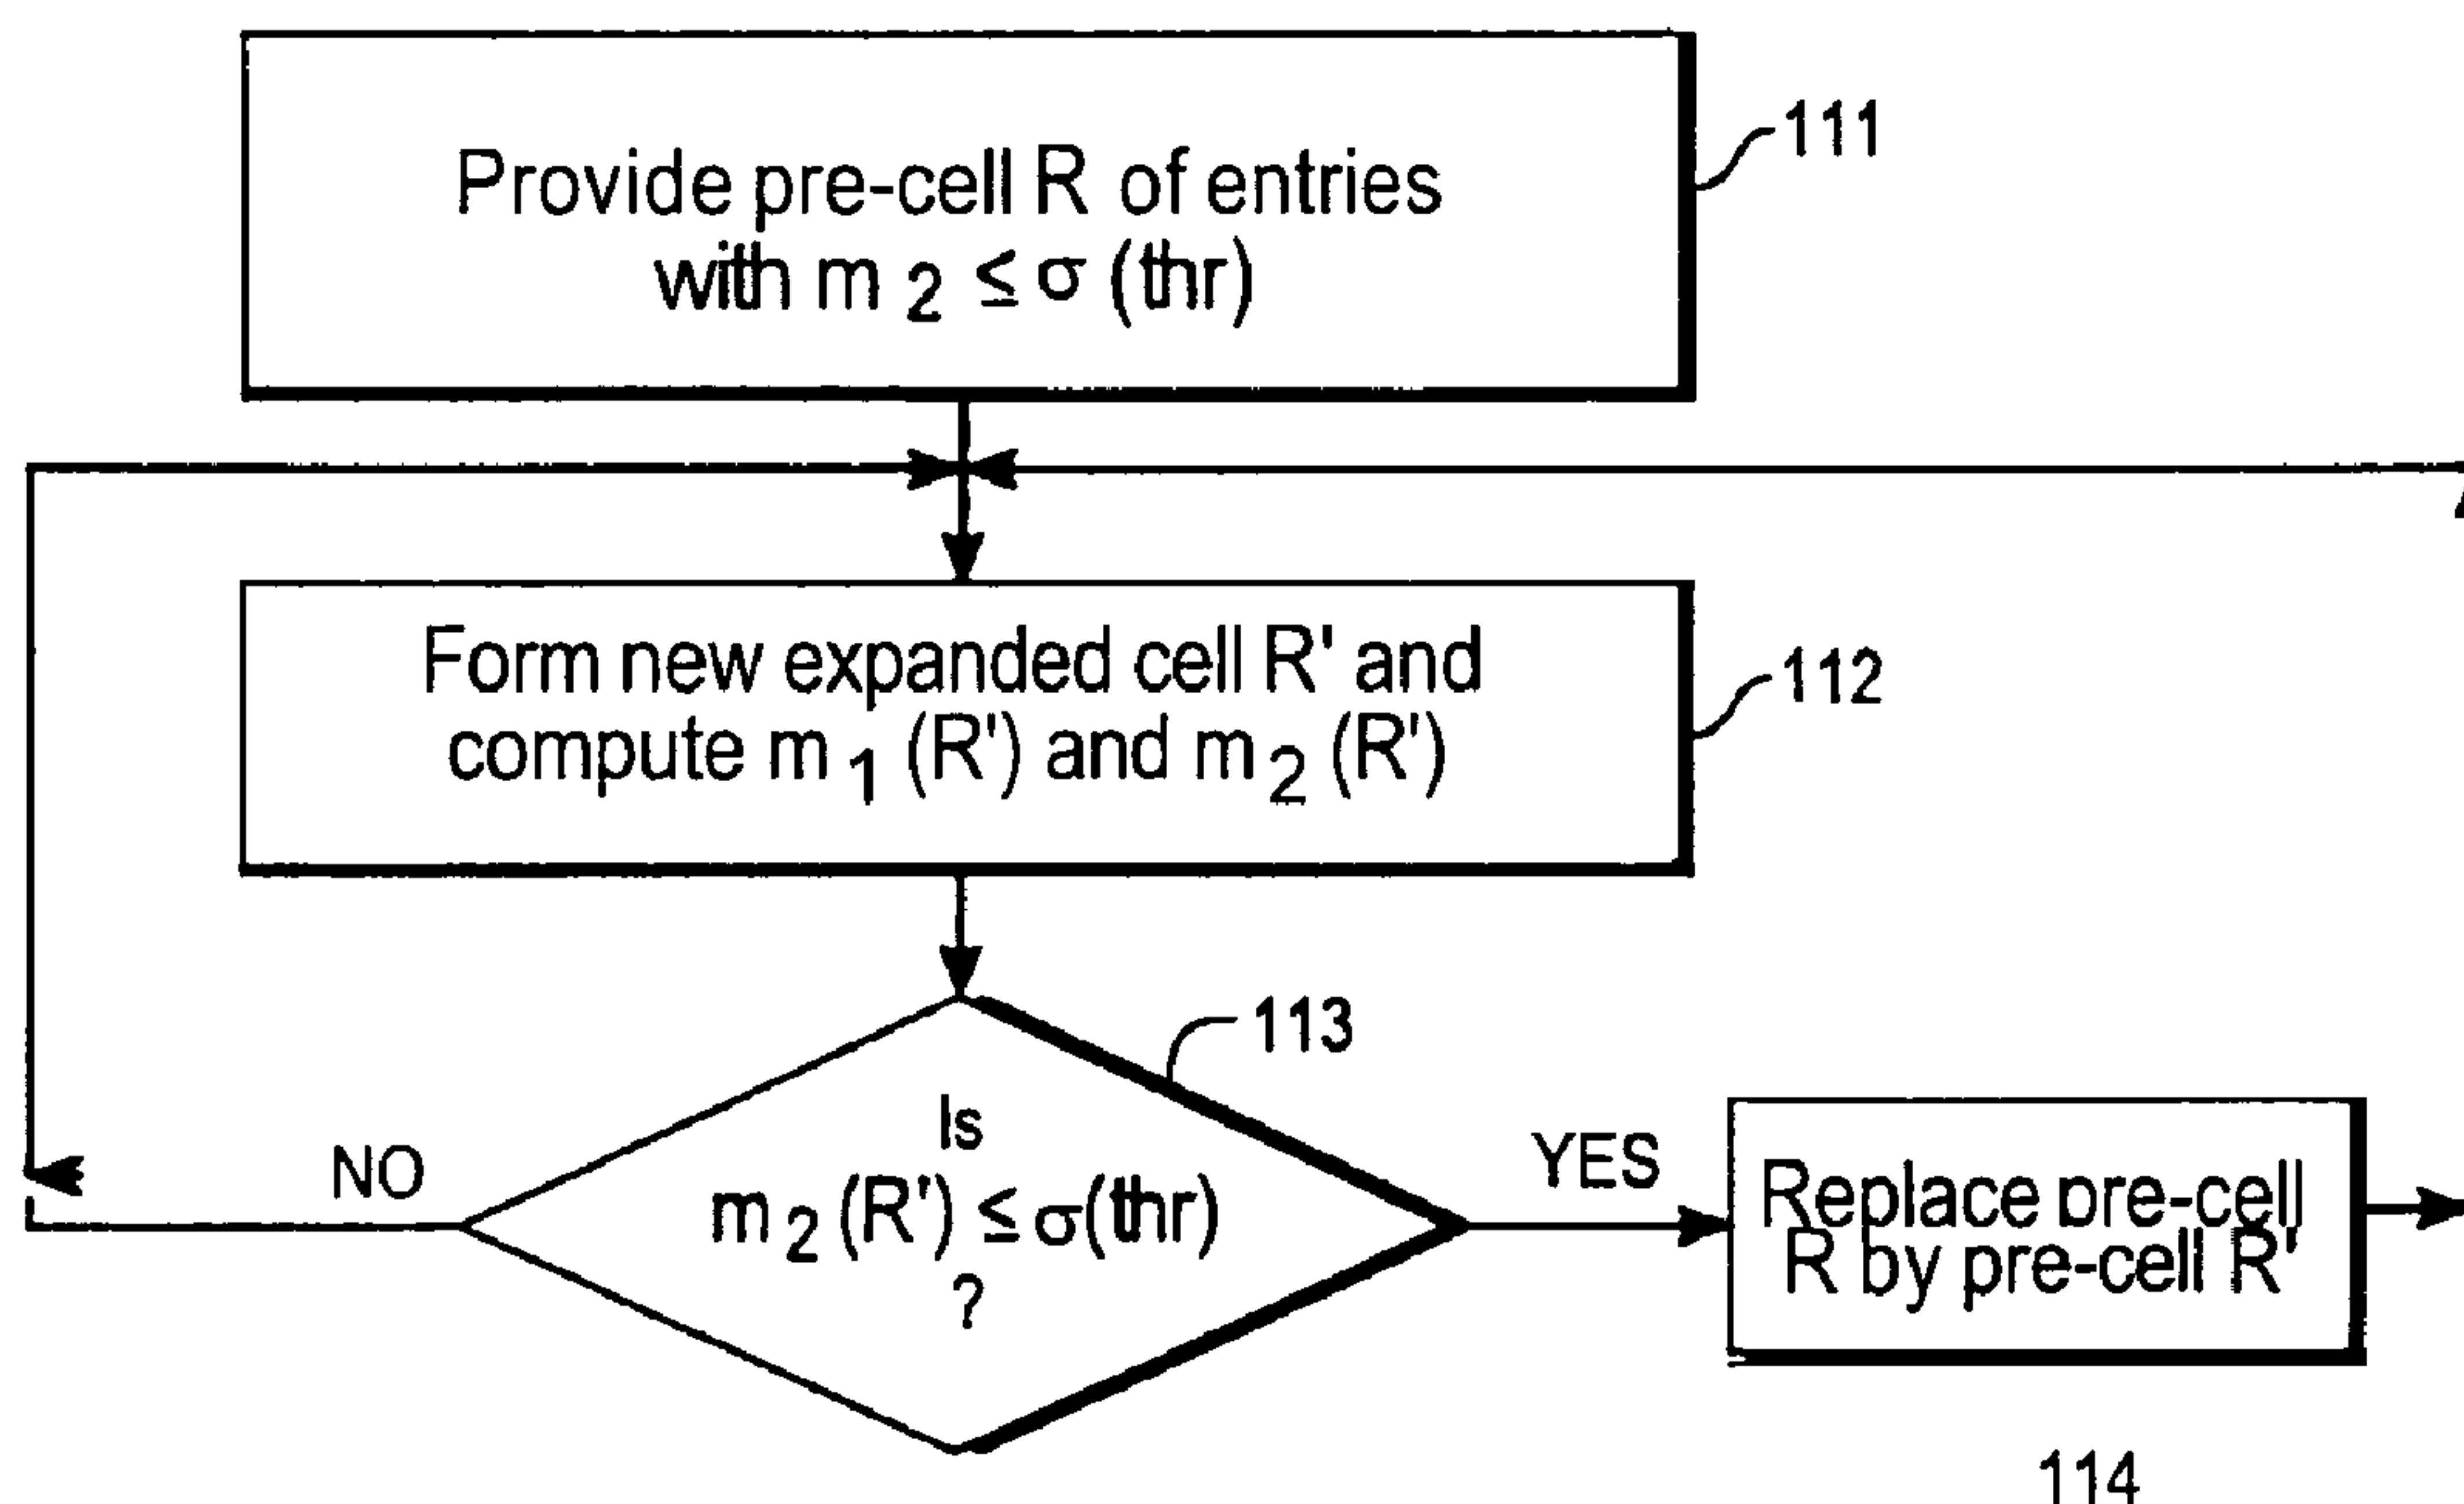 Provide pre-cell R of entries
with m 2 ≤ σ (thr)
111
Form new expanded cell R' and
compute m 1 (R') and m 2 (R')
112
113
Is
m 2 (R') ≤ σ(thr)
?
NO
YES
Replace pre-cell
R by pre-cell R'
114